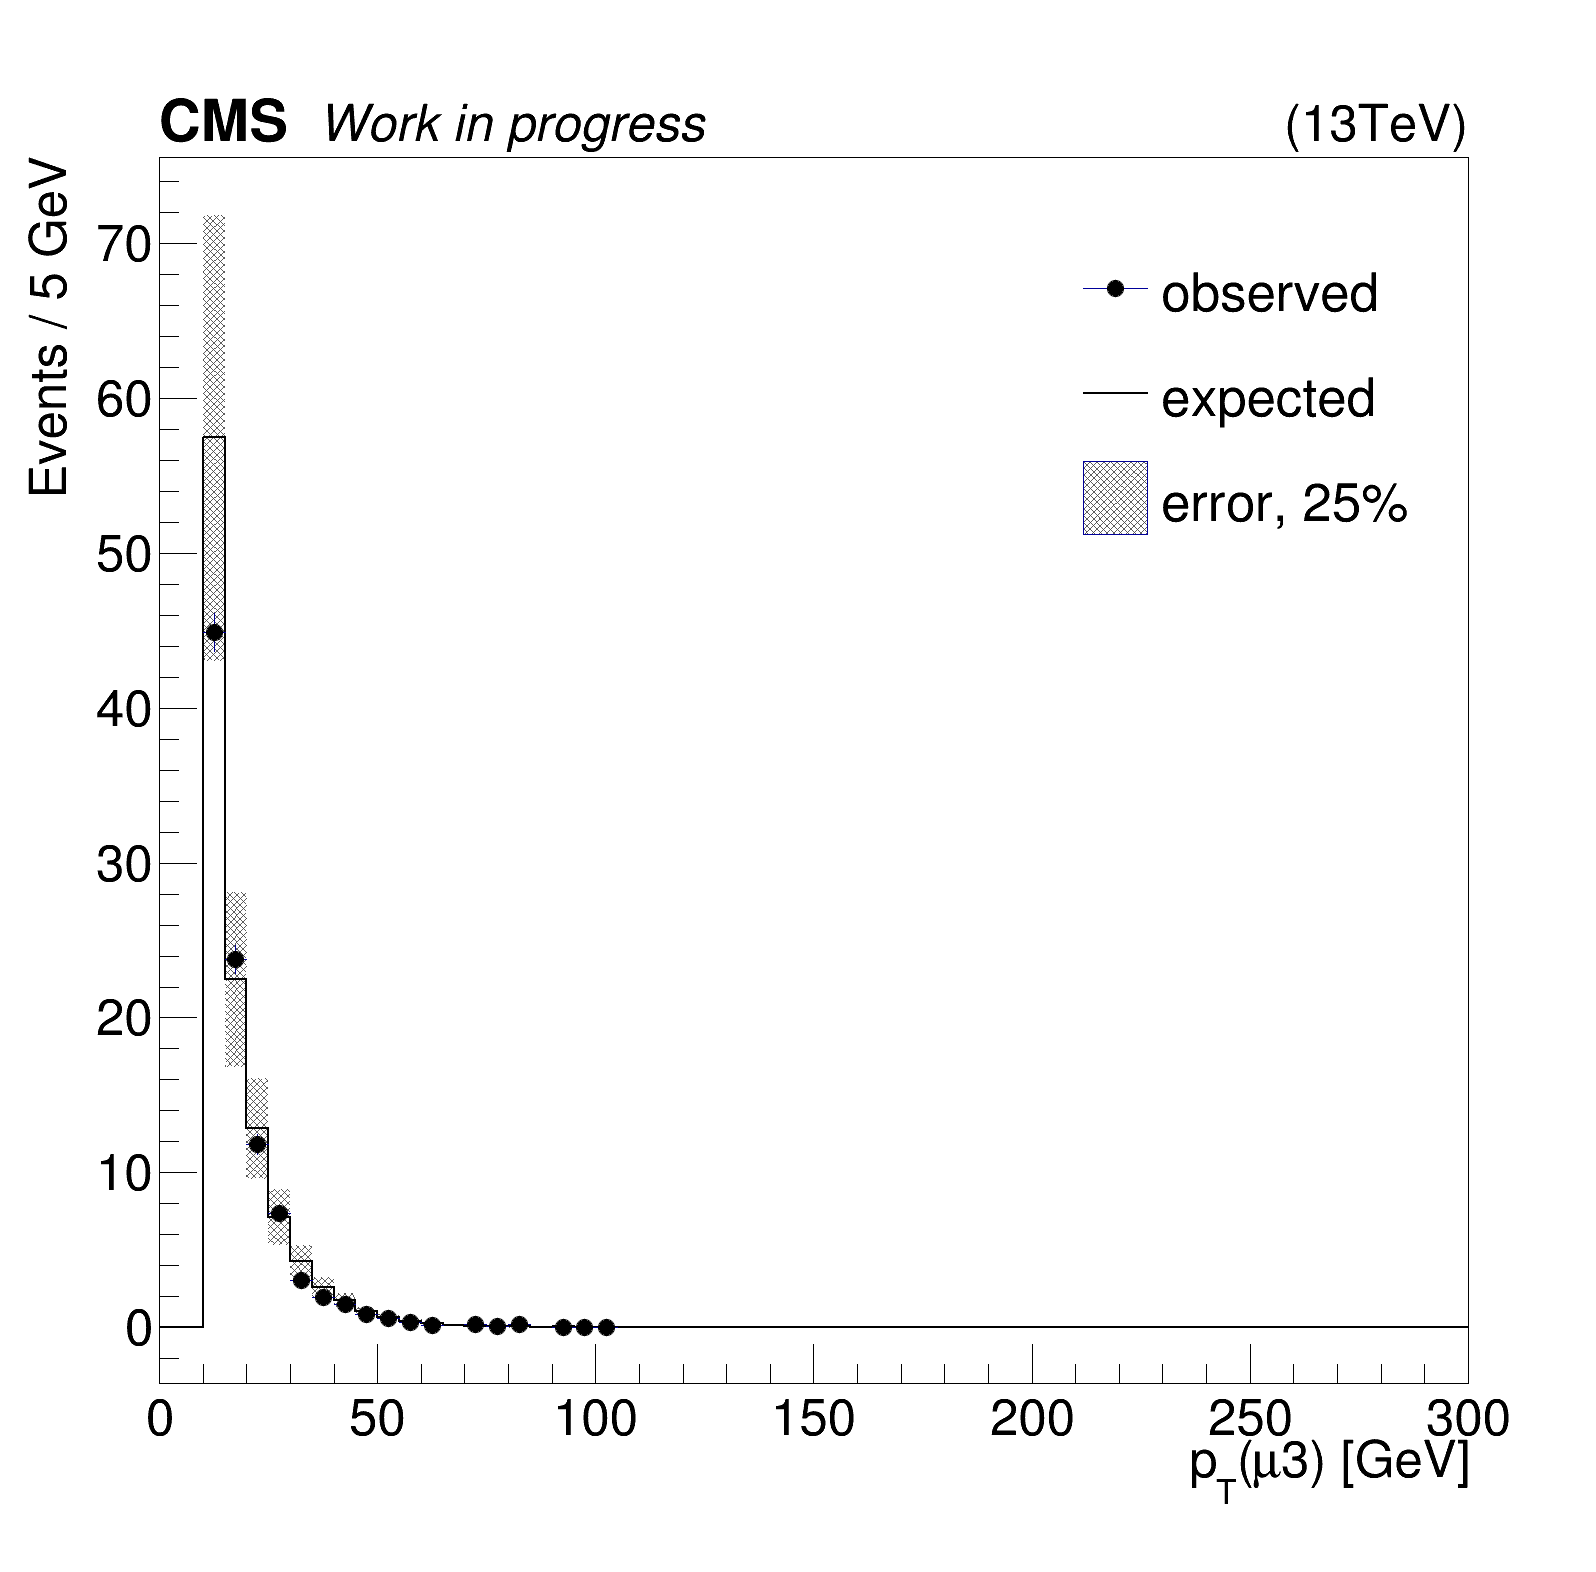 CMS Work in progress (13TeV)
Events / 5 GeV
70
60
50
40
30
20
10
0
observed
expected
error, 25%
0 50 100 150 200 250 300
pT(μ3) [GeV]